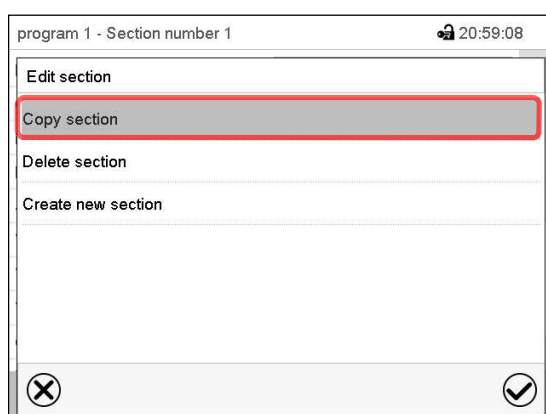 program 1 - Section number 1 20:59:08
Edit section
Copy section
Delete section
Create new section